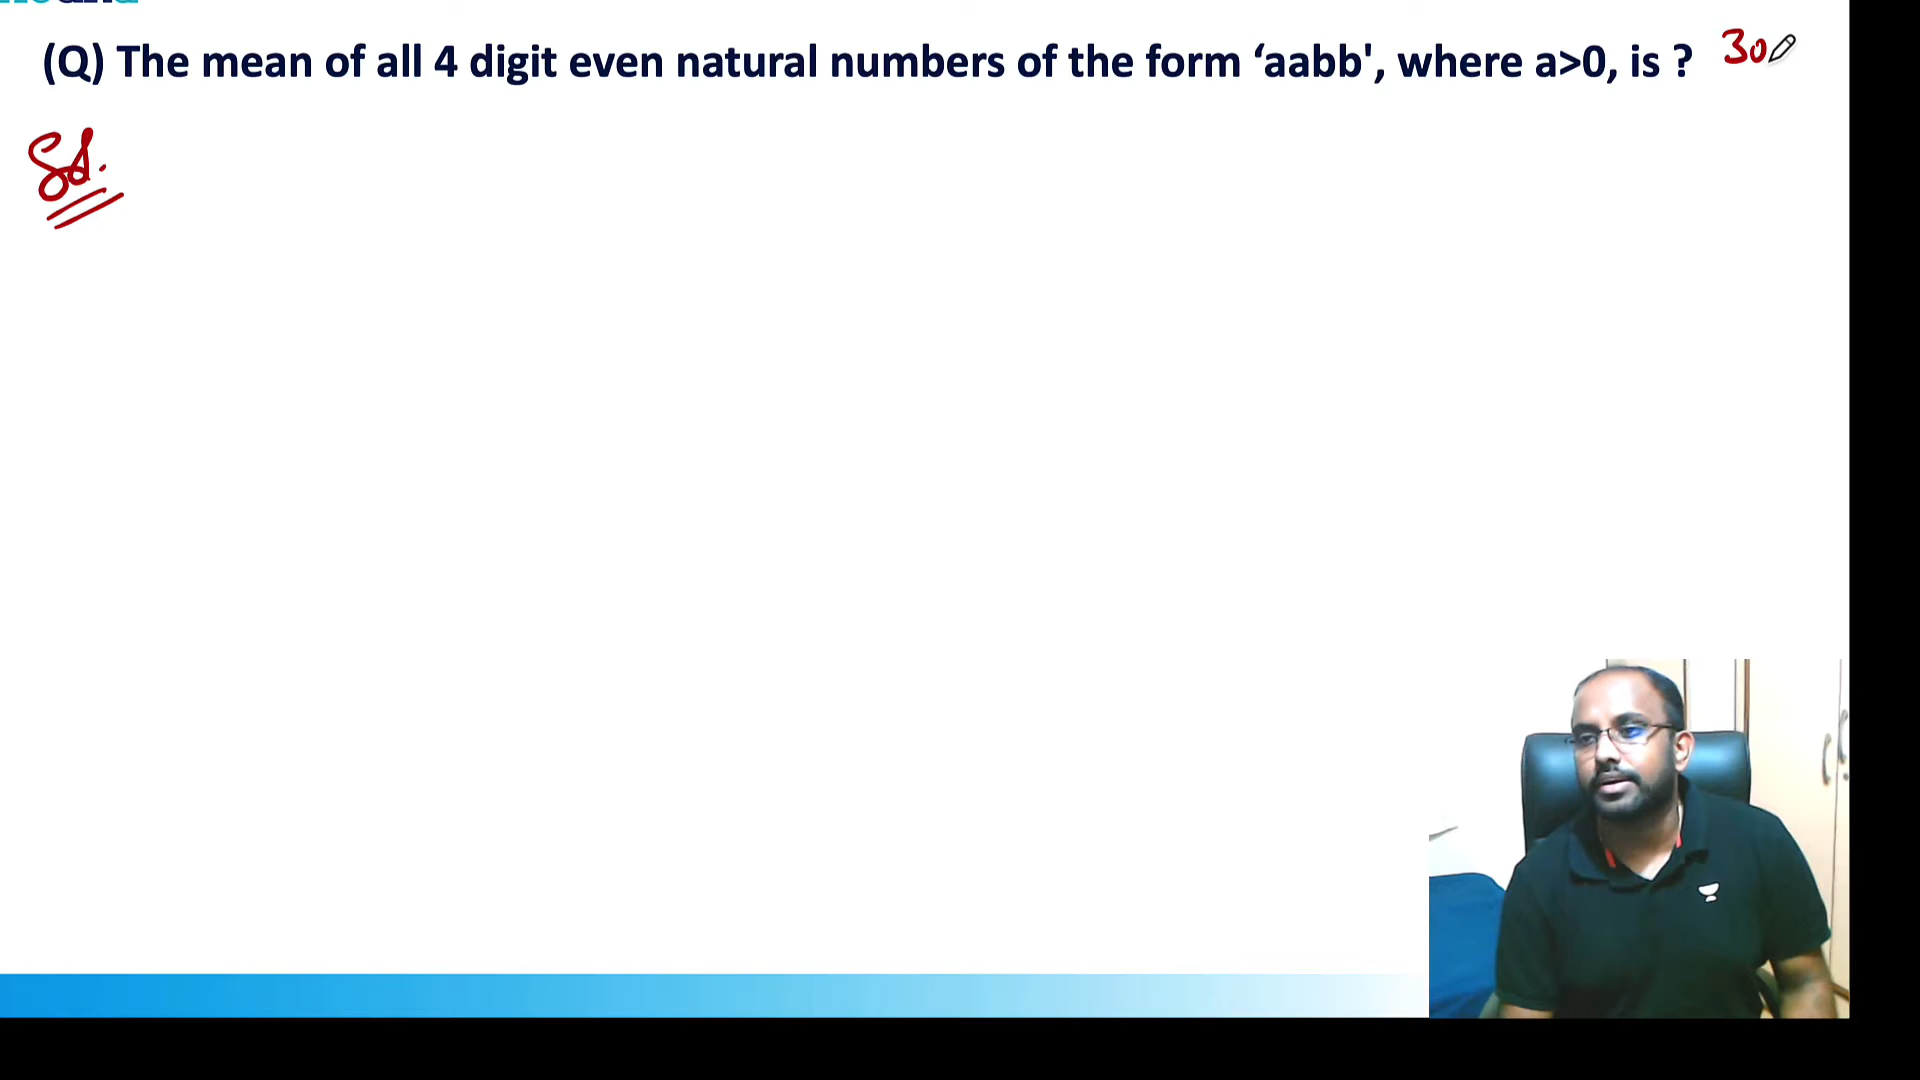 (Q) The mean of all 4 digit even natural numbers of the form ‘aabb', where a>0, is ? 30
Sol.